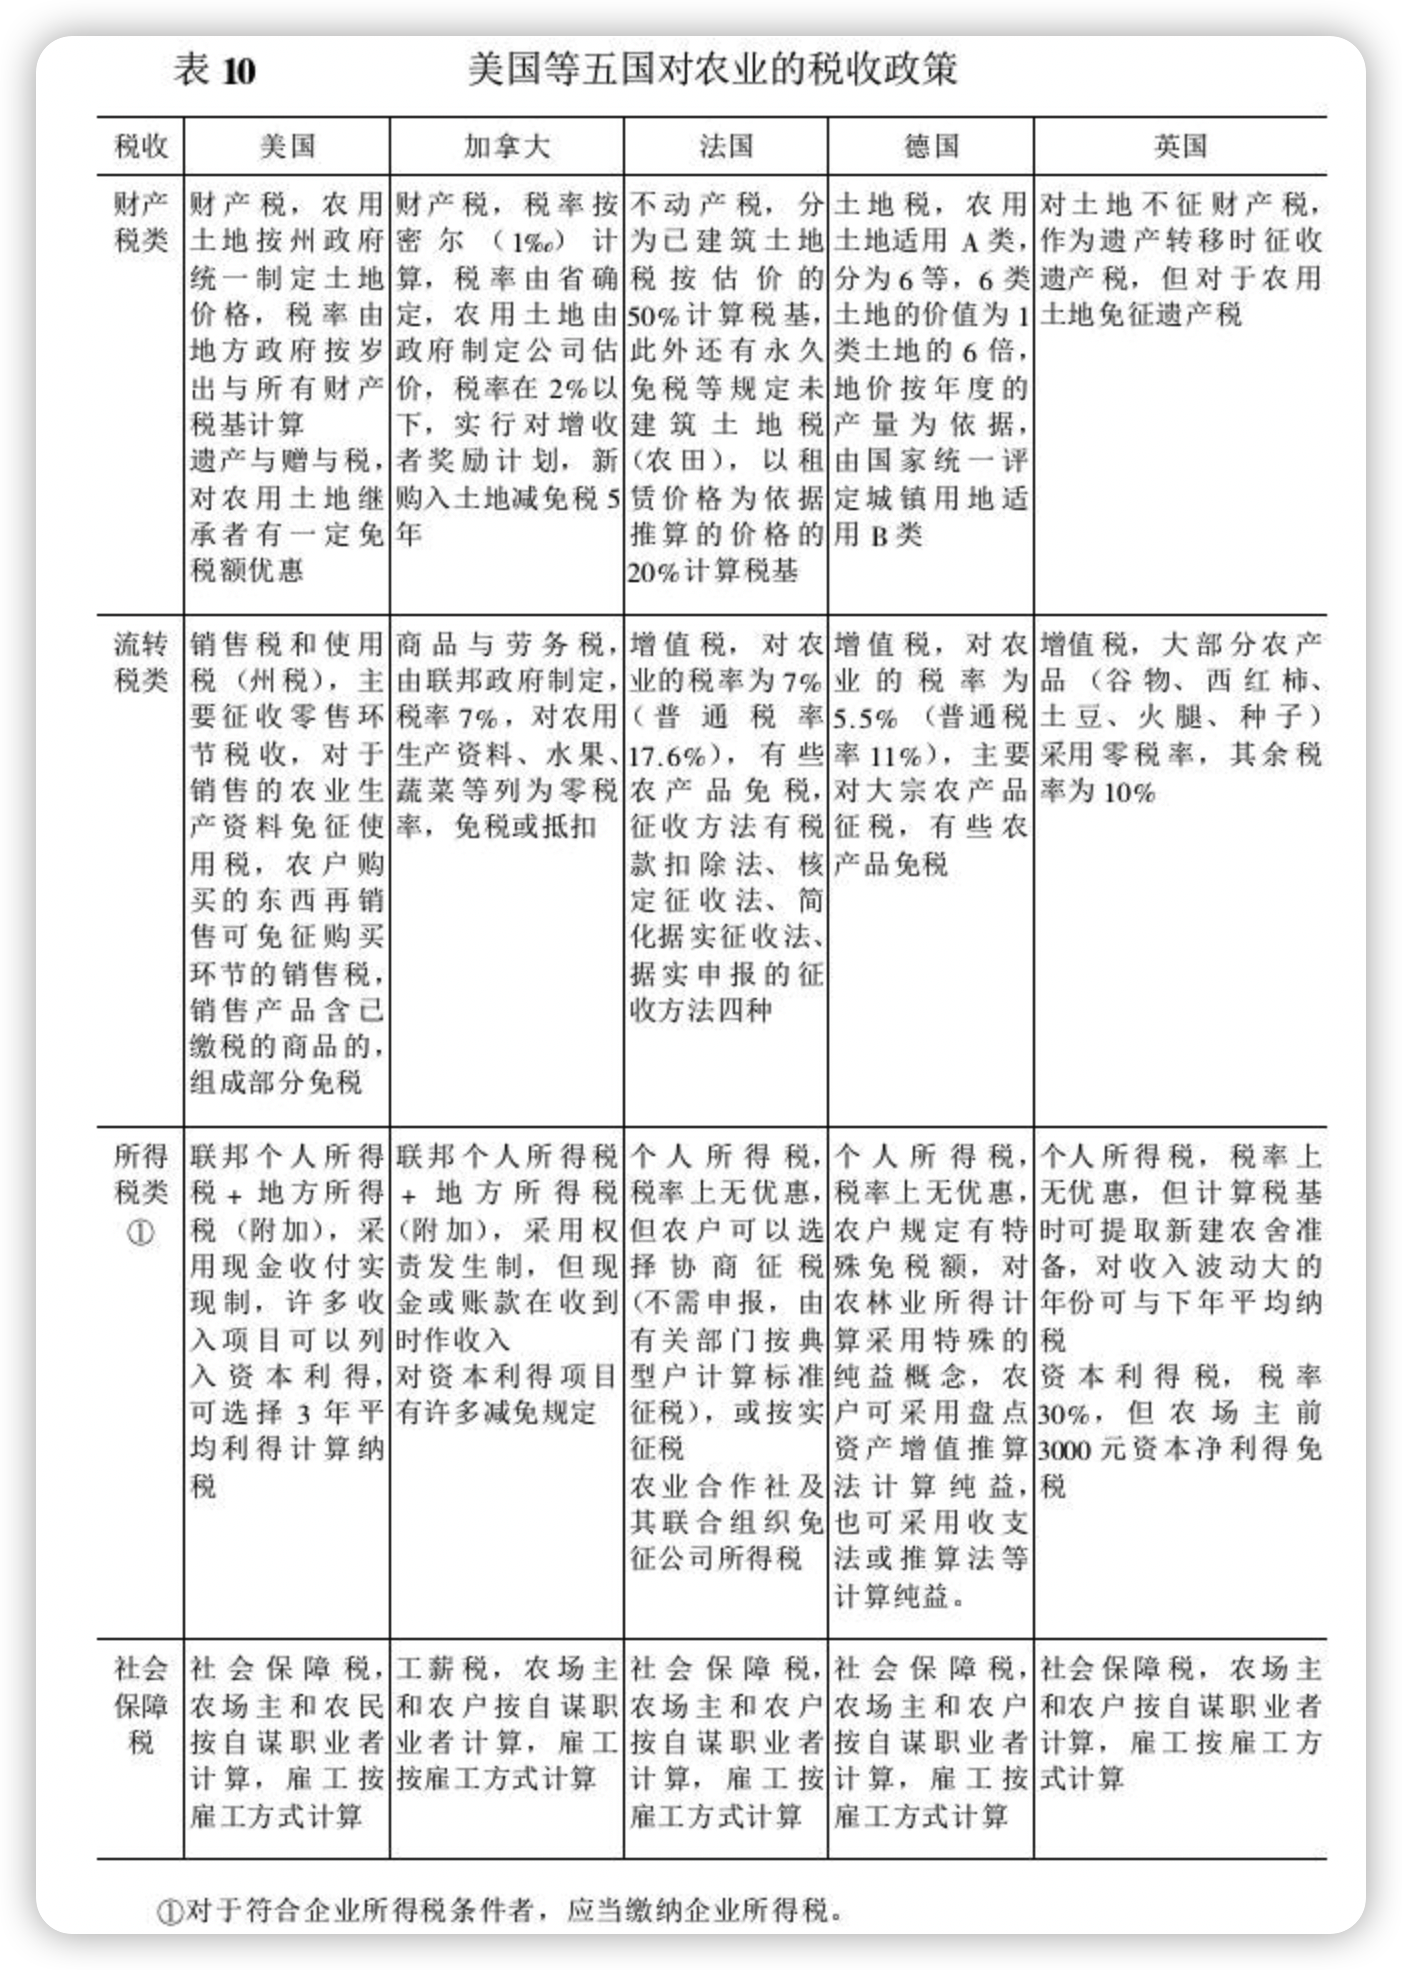 表 10 美国等五国对农业的税收政策
税收 美国 加拿大 法国 德国 英国
财产
税类
财产税，农用
土地按州政府
统一制定土地
价格，税率由
地方政府按岁
出与所有财产
税基计算
遗产与赠与税，
对农用土地继
承者有一定免
税额优惠
财产税，税率按
密尔（1‰）计
算，税率由省确
定，农用土地由
政府制定公司估
价，税率在 2%以
下，实行对增收
者奖励计划，新
购入土地减免税 5
年
不动产税，分
为已建筑土地
税按估价的
50%计算税基，
此外还有永久
免税等规定未
建筑土地税
（农田），以租
赁价格为依据
推算的价格的
20%计算税基
土地税，农用
土地适用 A 类，
分为 6 等，6 类
土地的价值为 1
类土地的 6 倍，
地价按年度的
产量为依据，
由国家统一评
定城镇用地适
用 B 类
对土地不征财产税，
作为遗产转移时征收
遗产税，但对于农用
土地免征遗产税
流转
税类
销售税和使用
税（州税），主
要征收零售环
节税收，对于
销售的农业生
产资料免征使
用税，农户购
买的东西再销
售可免征购买
环节的销售税，
销售产品含已
缴税的商品的，
组成部分免税
商品与劳务税，
由联邦政府制定，
税率 7%，对农用
生产资料、水果、
蔬菜等列为零税
率，免税或抵扣
增值税，对农
业的税率为 7%
（普通税率
17.6%），有些
农产品免税，
征收方法有税
款扣除法、核
定征收法、简
化据实征收法、
据实申报的征
收方法四种
增值税，对农
业的税率为
5.5%（普通税
率 11%），主要
对大宗农产品
征税，有些农
产品免税
增值税，大部分农产
品（谷物、西红柿、
土豆、火腿、种子）
采用零税率，其余税
率为 10%
所得
税类
①
联邦个人所得
税 + 地方所得
税（附加），采
用现金收付实
现制，许多收
入项目可以列
入资本利得，
可选择 3 年平
均利得计算纳
税
联邦个人所得税
+ 地方所得税
（附加），采用权
责发生制，但现
金或账款在收到
时作收入
对资本利得项目
有许多减免规定
个人所得税，
税率上无优惠，
但农户可以选
择协商征税
（不需申报，由
有关部门按典
型户计算标准
征税），或按实
征税
农业合作社及
其联合组织免
征公司所得税
个人所得税，
税率上无优惠，
农户规定有特
殊免税额，对
农林业所得计
算采用特殊的
纯益概念，农
户可采用盘点
资产增值推算
法计算纯益，
也可采用收支
法或推算法等
计算纯益。
个人所得税，税率上
无优惠，但计算税基
时可提取新建农舍准
备，对收入波动大的
年份可与下年平均纳
税
资本利得税，税率
30%，但农场主前
3000 元资本净利得免
税
社会
保障
税
社会保障税，
农场主和农民
按自谋职业者
计算，雇工按
雇工方式计算
工薪税，农场主
和农户按自谋职
业者计算，雇工
按雇工方式计算
社会保障税，
农场主和农户
按自谋职业者
计算，雇工按
雇工方式计算
社会保障税，
农场主和农户
按自谋职业者
计算，雇工按
雇工方式计算
社会保障税，农场主
和农户按自谋职业者
计算，雇工按雇工方
式计算
①对于符合企业所得税条件者，应当缴纳企业所得税。